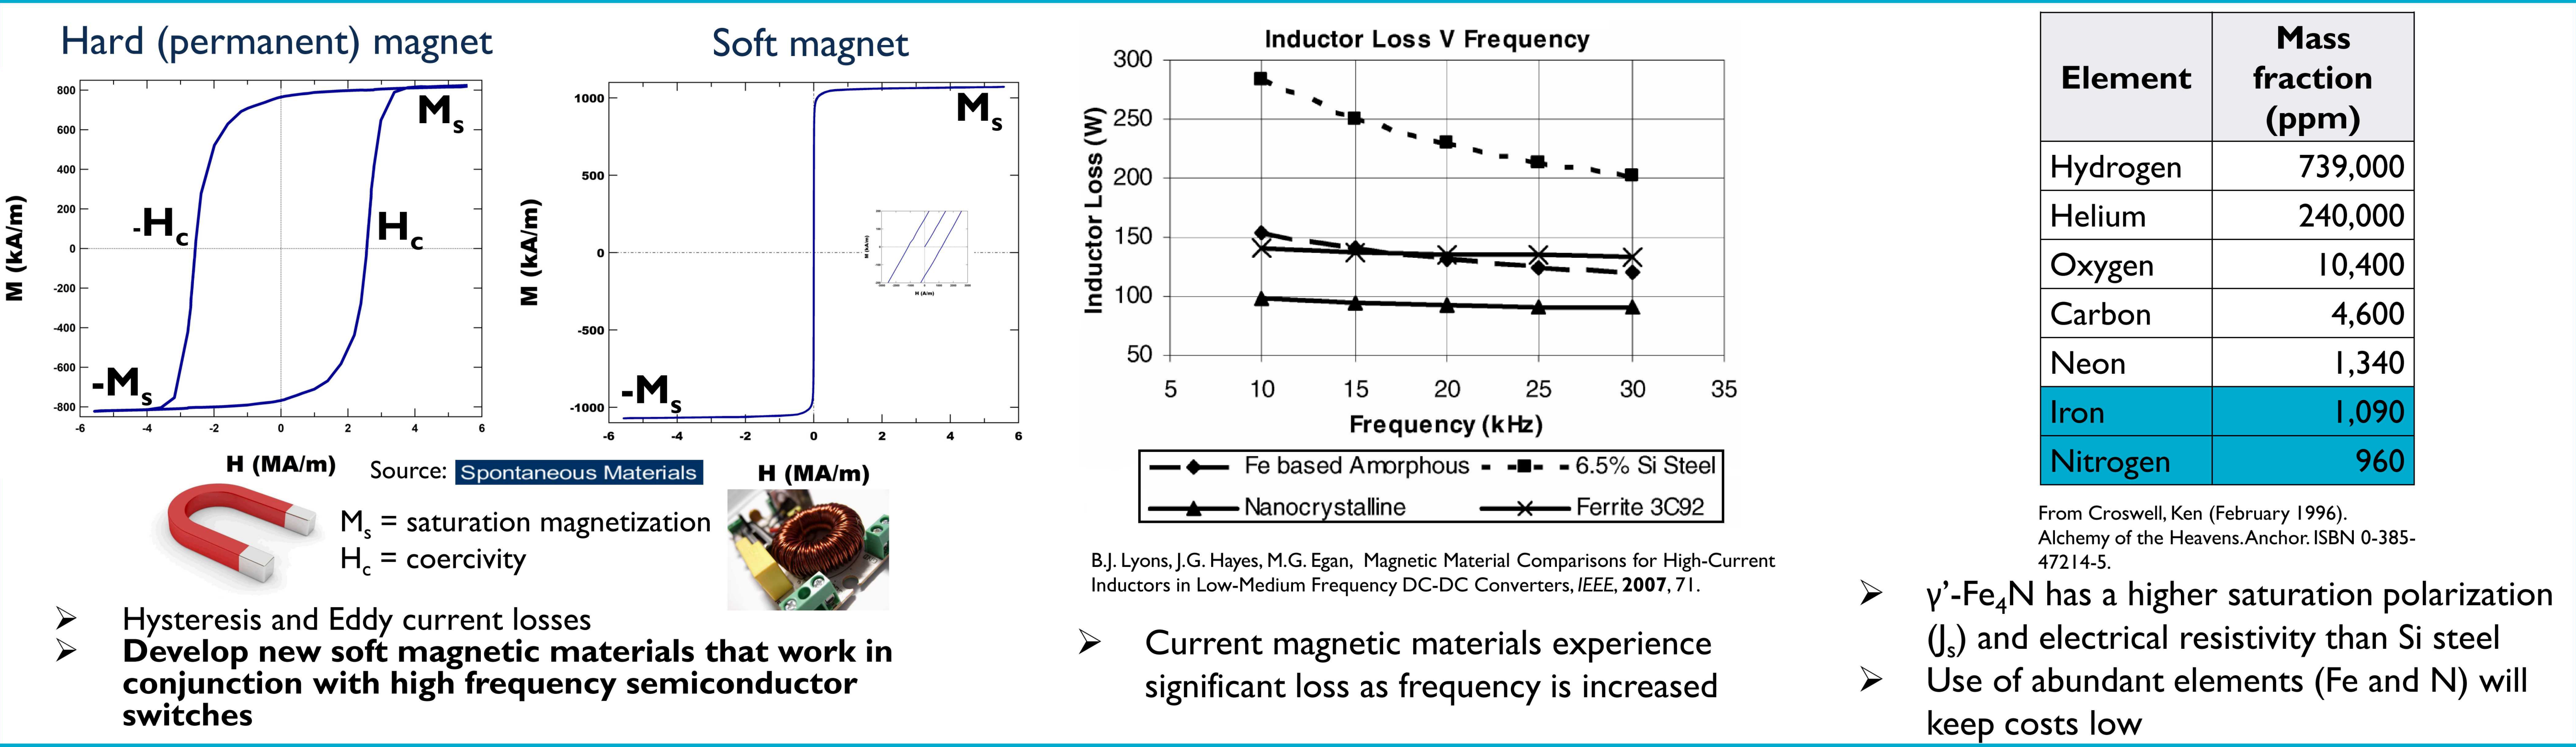 Hard (permanent) magnet
M (kA/m)
800
600
400
200
0
-200
-400
-600
-800
-6
-4
-2
0
2
4
6
Ms
-Hc
Hc
-Ms
H (MA/m)
Soft magnet
M (kA/m)
1000
500
0
-500
-1000
-6
-4
-2
0
2
4
6
Ms
-Ms
H (A/m)
H (MA/m)
Source: Spontaneous Materials
Ms = saturation magnetization
Hc = coercivity
➢ Hysteresis and Eddy current losses
➢ Develop new soft magnetic materials that work in
conjunction with high frequency semiconductor
switches
Inductor Loss V Frequency
Inductor Loss (W)
300
250
200
150
100
50
5 10 15 20 25 30 35
Frequency (kHz)
Fe based Amorphous
6.5% Si Steel
Nanocrystalline
Ferrite 3C92
B.J. Lyons, J.G. Hayes, M.G. Egan, Magnetic Material Comparisons for High-Current
Inductors in Low-Medium Frequency DC-DC Converters, IEEE, 2007, 71.
➢ Current magnetic materials experience
significant loss as frequency is increased
Element
Mass
fraction
(ppm)
Hydrogen 739,000
Helium 240,000
Oxygen 10,400
Carbon 4,600
Neon 1,340
Iron 1,090
Nitrogen 960
From Croswell, Ken (February 1996).
Alchemy of the Heavens. Anchor. ISBN 0-385-
47214-5.
➢ γ’-Fe4N has a higher saturation polarization
(Js) and electrical resistivity than Si steel
➢ Use of abundant elements (Fe and N) will
keep costs low